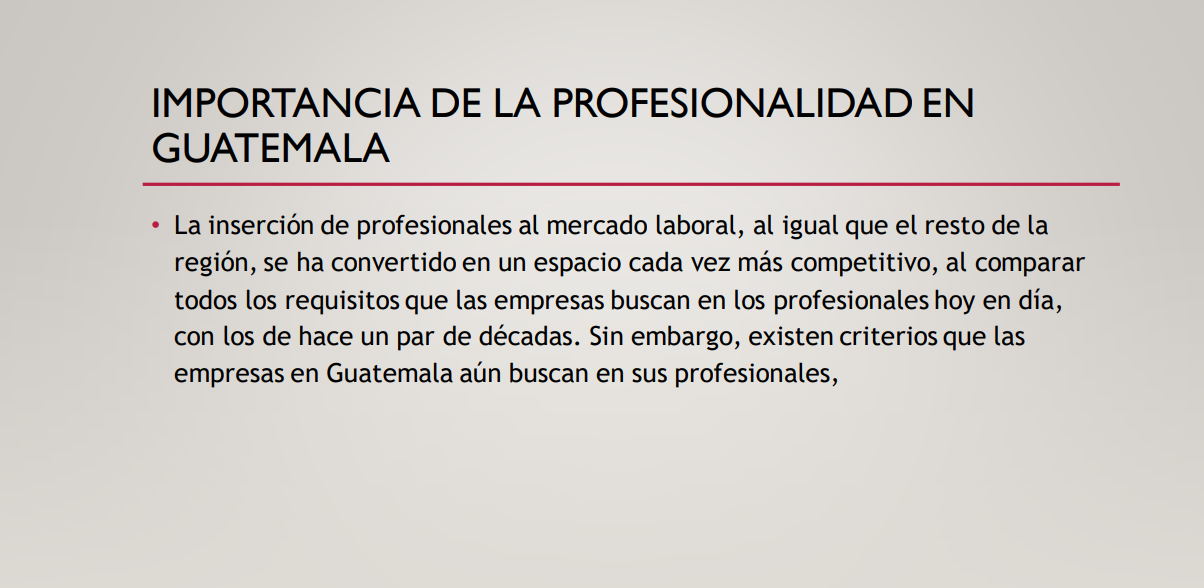 IMPORTANCIA DE LA PROFESIONALIDAD EN
GUATEMALA
• La inserción de profesionales al mercado laboral, al igual que el resto de la
región, se ha convertido en un espacio cada vez más competitivo, al comparar
todos los requisitos que las empresas buscan en los profesionales hoy en día,
con los de hace un par de décadas. Sin embargo, existen criterios que las
empresas en Guatemala aún buscan en sus profesionales,